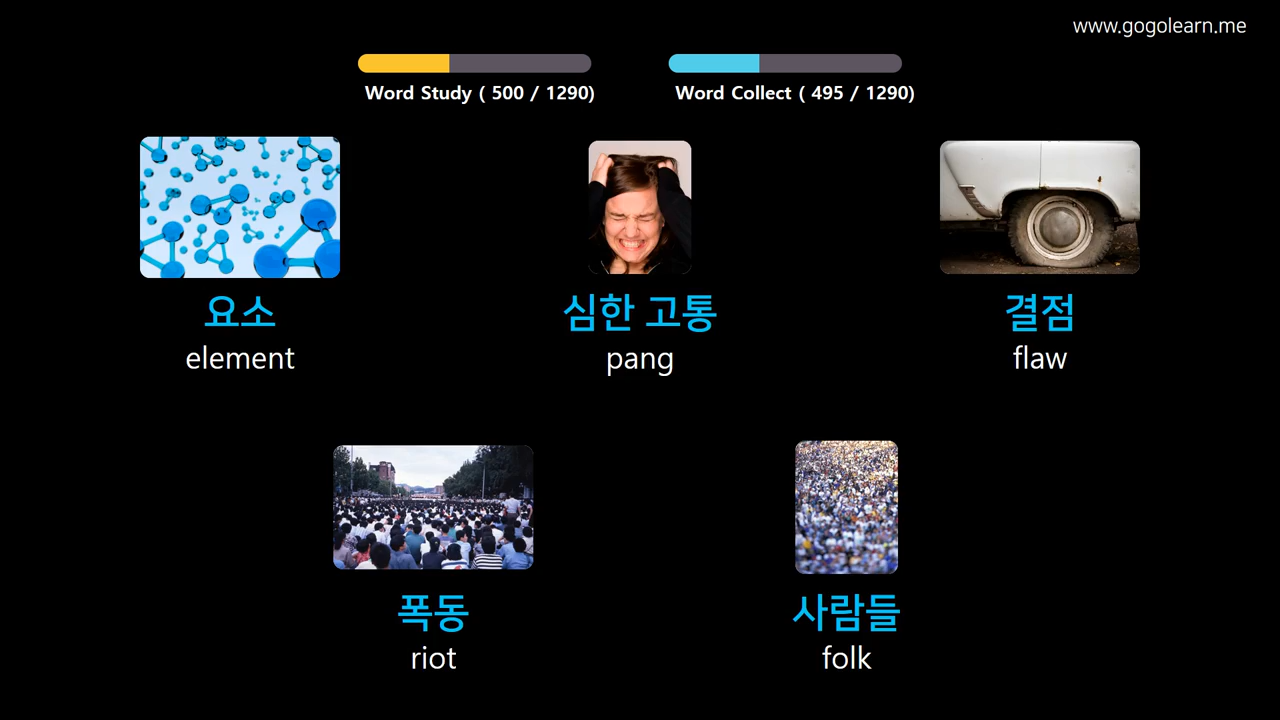 www.gogolearn.me
Word Study ( 500 / 1290)
Word Collect ( 495 / 1290)
요소
element
심한 고통
pang
결점
flaw
폭동
riot
사람들
folk